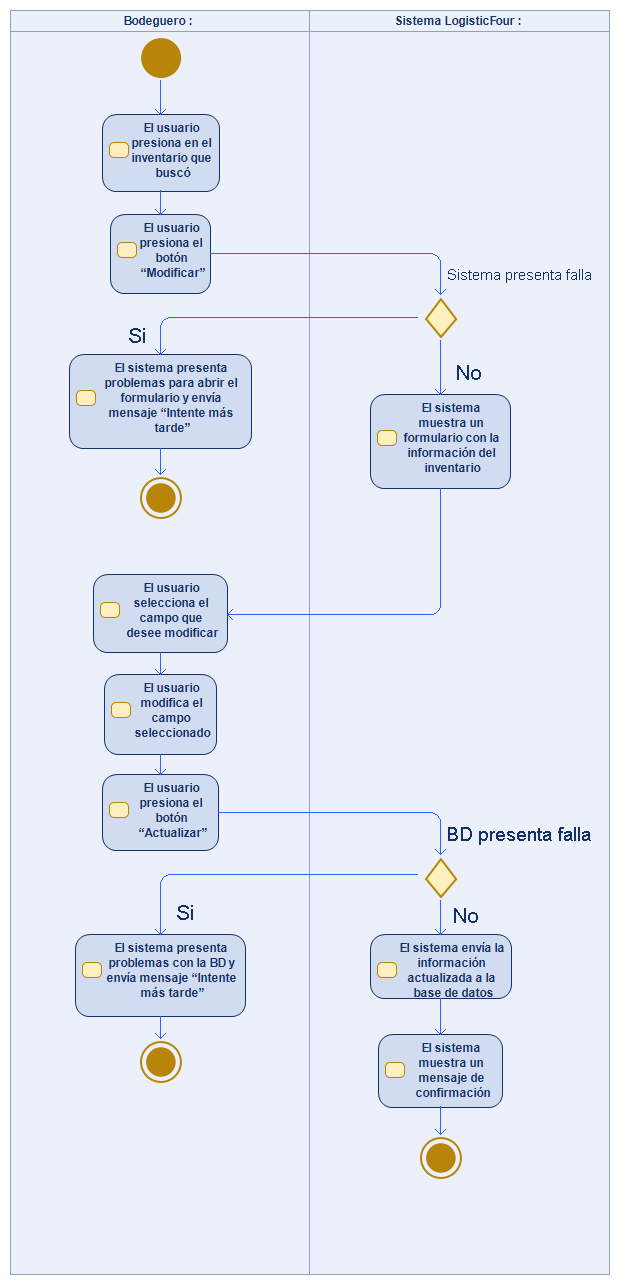 Bodeguero :
Sistema LogisticFour :
El usuario
presiona en el
inventario que
buscó
El usuario
presiona el
botón
“Modificar”
Sistema presenta falla
Si
No
El sistema presenta
problemas para abrir el
formulario y envía
mensaje “Intente más
tarde”
El sistema
muestra un
formulario con la
información del
inventario
El usuario
selecciona el
campo que
desee modificar
El usuario
modifica el
campo
seleccionado
El usuario
presiona el
botón
“Actualizar”
BD presenta falla
Si
No
El sistema presenta
problemas con la BD y
envía mensaje “Intente
más tarde”
El sistema envía la
información
actualizada a la
base de datos
El sistema
muestra un
mensaje de
confirmación